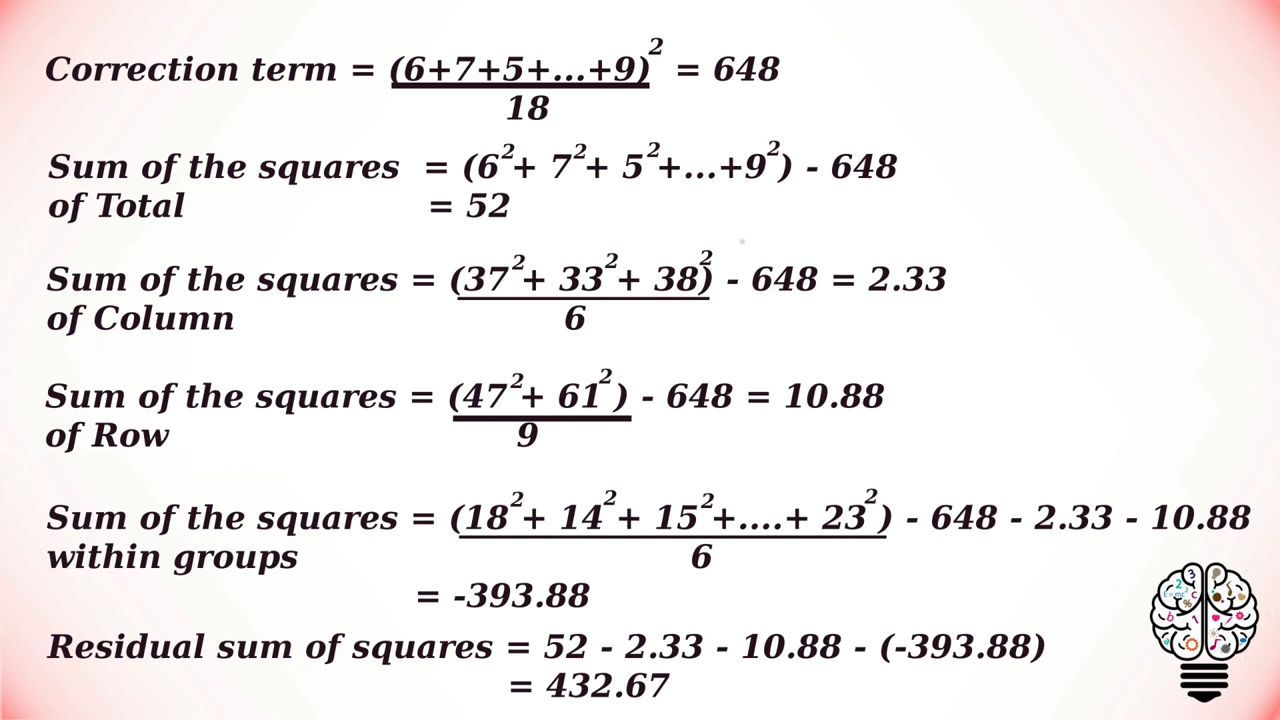 Correction term = (6+7+5+...+9)² = 648
18
Sum of the squares = (6²+ 7²+ 5²+...+9²) - 648
of Total = 52
Sum of the squares = (37²+ 33²+ 38)² - 648 = 2.33
of Column 6
Sum of the squares = (47²+ 61²) - 648 = 10.88
of Row 9
Sum of the squares = (18²+ 14²+ 15²+....+ 23²) - 648 - 2.33 - 10.88
within groups 6
= -393.88
Residual sum of squares = 52 - 2.33 - 10.88 - (-393.88)
= 432.67